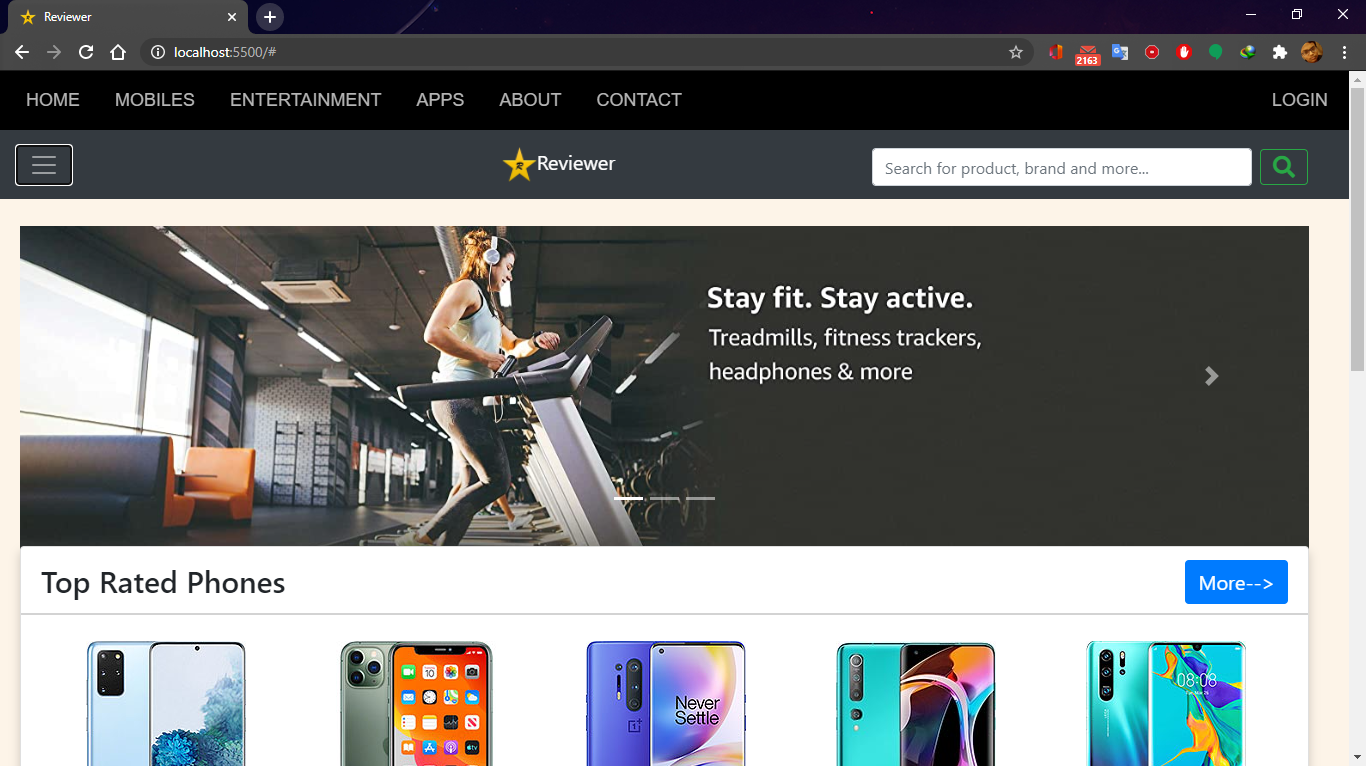 Reviewer
localhost:5500/#
2163
HOME MOBILES ENTERTAINMENT APPS ABOUT CONTACT LOGIN
Reviewer
Search for product, brand and more...
Stay fit. Stay active.
Treadmills, fitness trackers,
headphones & more
Top Rated Phones
More-->
10
Never
Settle
08:08